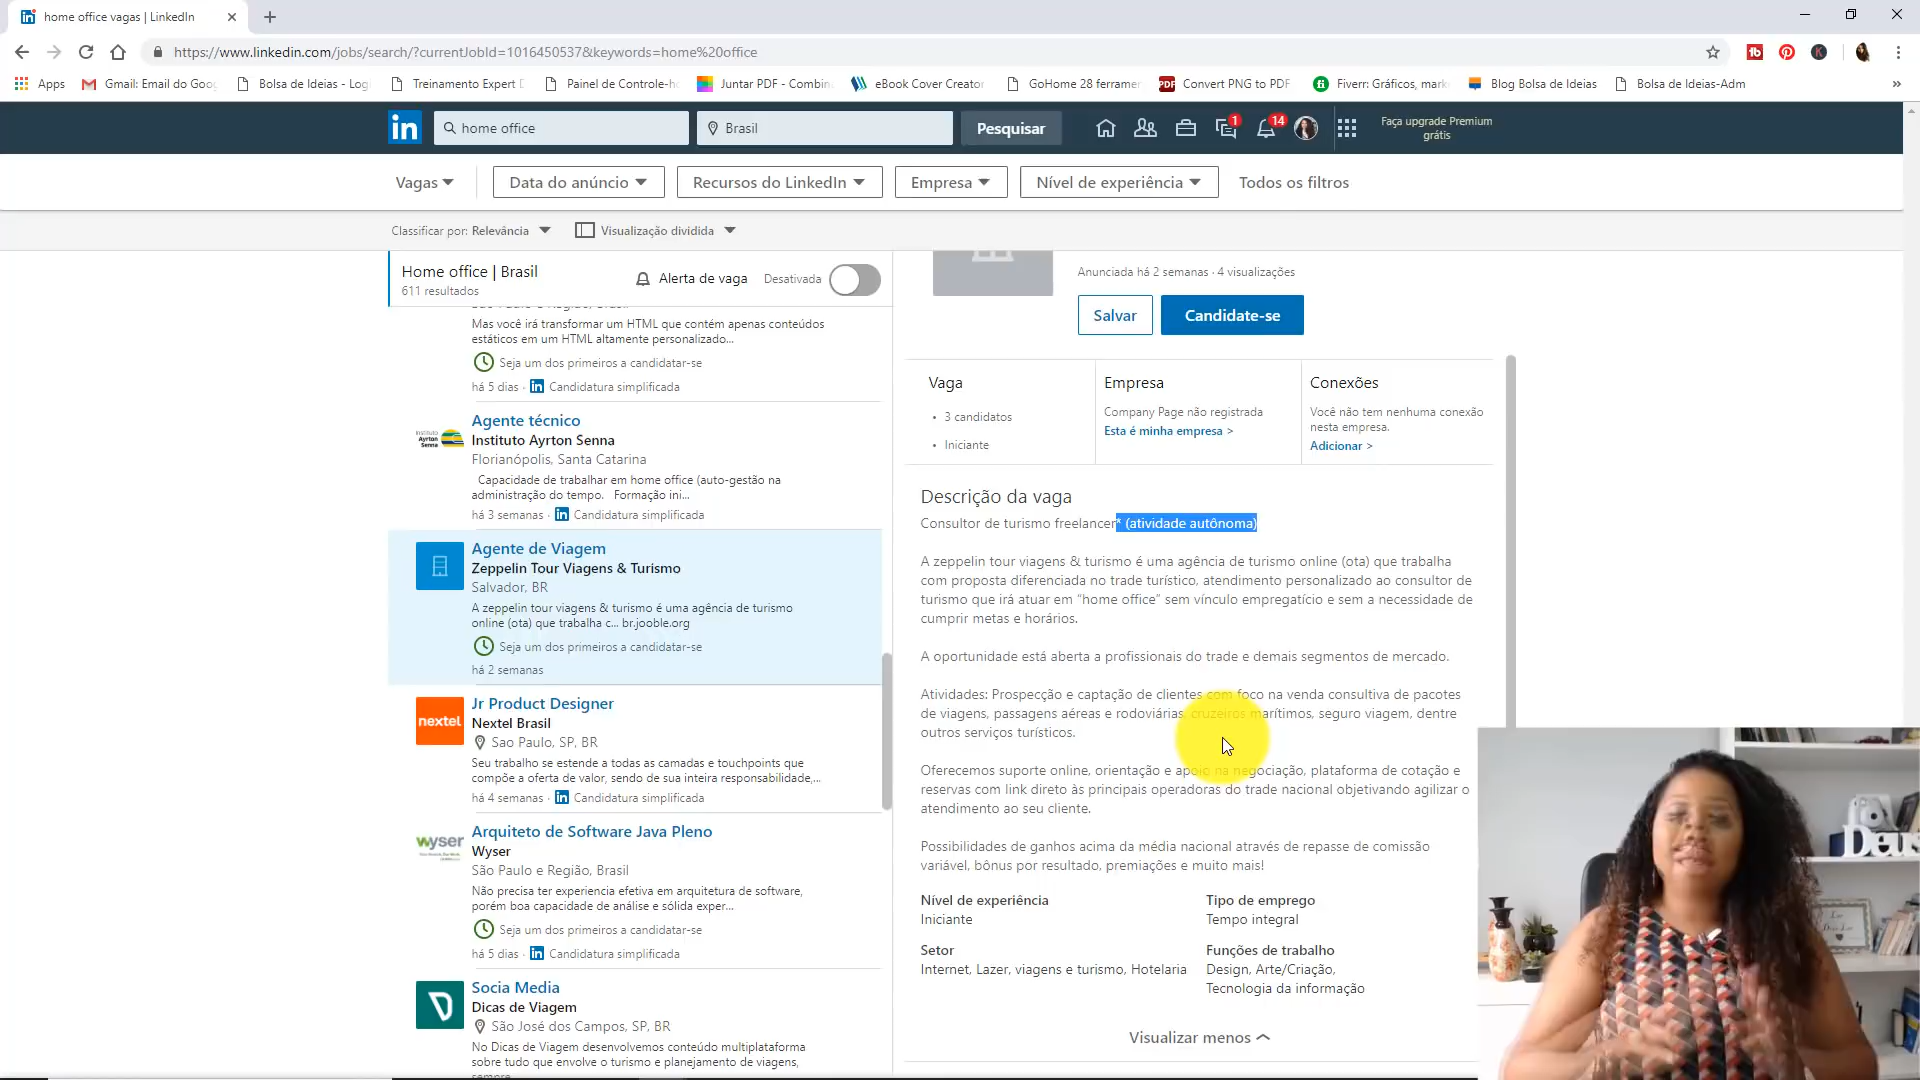 home office vagas | LinkedIn
https://www.linkedin.com/jobs/search/?currentJobId=1016450537&keywords=home%20office
Apps
Gmail: Email do Goo
Bolsa de Ideias - Log
Treinamento Expert D
Painel de Controle-ho
Juntar PDF - Combin
eBook Cover Creator
GoHome 28 ferramen
Convert PNG to PDF
Fiverr: Gráficos, mark
Blog Bolsa de Ideias
Bolsa de Ideias-Adm
home office
Brasil
Pesquisar
1
14
Faça upgrade Premium
grátis
Vagas
Data do anúncio
Recursos do LinkedIn
Empresa
Nível de experiência
Todos os filtros
Classificar por: Relevância
Visualização dividida
Home office | Brasil
611 resultados
Alerta de vaga
Desativada
Mas você irá transformar um HTML que contém apenas conteúdos
estáticos em um HTML altamente personalizado...
Seja um dos primeiros a candidatar-se
há 5 dias · Candidatura simplificada
Agente técnico
Instituto Ayrton Senna
Florianópolis, Santa Catarina
Capacidade de trabalhar em home office (auto-gestão na
administração do tempo. Formação ini...
há 3 semanas · Candidatura simplificada
Instituto
Ayrton
Senna
Agente de Viagem
Zeppelin Tour Viagens & Turismo
Salvador, BR
A zeppelin tour viagens & turismo é uma agência de turismo
online (ota) que trabalha c... br.jooble.org
Seja um dos primeiros a candidatar-se
há 2 semanas
nextel
Jr Product Designer
Nextel Brasil
Sao Paulo, SP, BR
Seu trabalho se estende a todas as camadas e touchpoints que
compõe a oferta de valor, sendo de sua inteira responsabilidade,...
há 4 semanas · Candidatura simplificada
wyser
Arquiteto de Software Java Pleno
Wyser
São Paulo e Região, Brasil
Não precisa ter experiencia efetiva em arquitetura de software,
porém boa capacidade de análise e sólida exper...
Seja um dos primeiros a candidatar-se
há 5 dias · Candidatura simplificada
Socia Media
Dicas de Viagem
São José dos Campos, SP, BR
No Dicas de Viagem desenvolvemos conteúdo multiplataforma
sobre tudo que envolve o turismo e planejamento de viagens,
Anunciada há 2 semanas · 4 visualizações
Salvar
Candidate-se
Vaga
• 3 candidatos
• Iniciante
Empresa
Company Page não registrada
Esta é minha empresa >
Conexões
Você não tem nenhuma conexão
nesta empresa.
Adicionar >
Descrição da vaga
Consultor de turismo freelancer* (atividade autônoma)
A zeppelin tour viagens & turismo é uma agência de turismo online (ota) que trabalha
com proposta diferenciada no trade turístico, atendimento personalizado ao consultor de
turismo que irá atuar em “home office” sem vínculo empregatício e sem a necessidade de
cumprir metas e horários.
A oportunidade está aberta a profissionais do trade e demais segmentos de mercado.
Atividades: Prospecção e captação de clientes com foco na venda consultiva de pacotes
de viagens, passagens aéreas e rodoviárias, cruzeiros marítimos, seguro viagem, dentre
outros serviços turísticos.
Oferecemos suporte online, orientação e apoio na negociação, plataforma de cotação e
reservas com link direto às principais operadoras do trade nacional objetivando agilizar o
atendimento ao seu cliente.
Possibilidades de ganhos acima da média nacional através de repasse de comissão
variável, bônus por resultado, premiações e muito mais!
Nível de experiência
Iniciante
Tipo de emprego
Tempo integral
Setor
Internet, Lazer, viagens e turismo, Hotelaria
Funções de trabalho
Design, Arte/Criação,
Tecnologia da informação
Visualizar menos
Deus